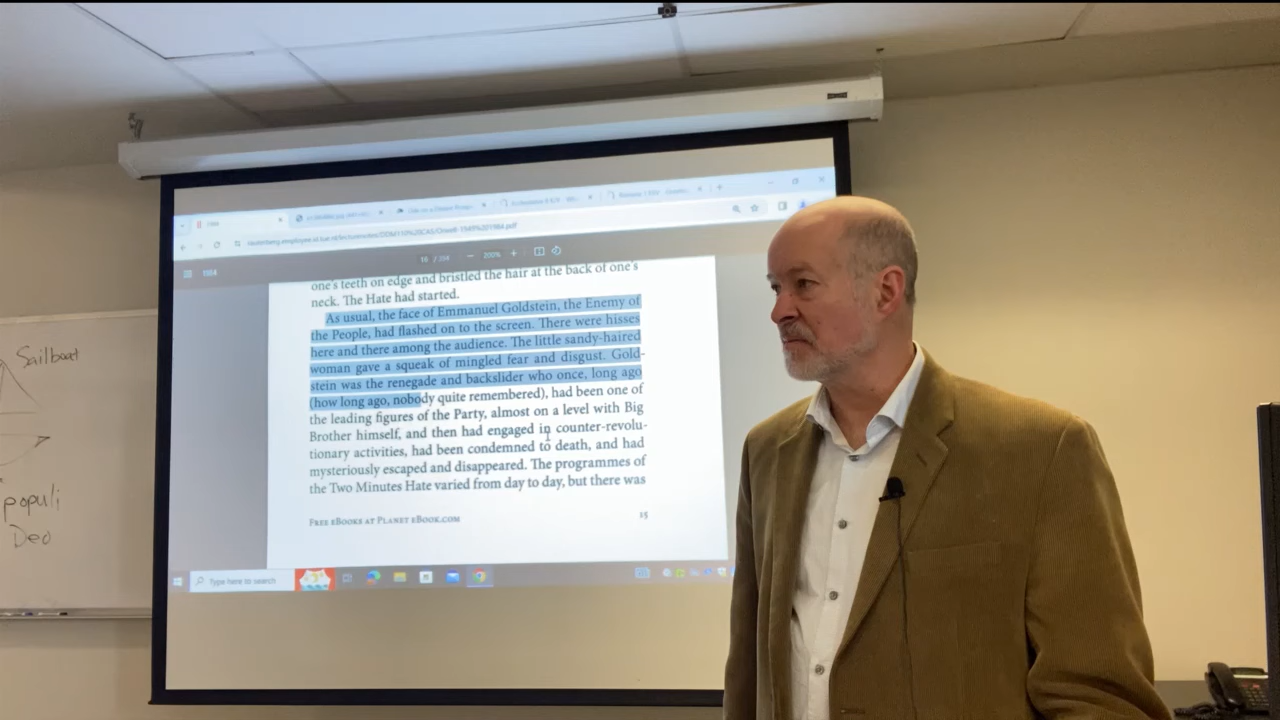 Sailboat
populi
Deo
1984
16 / 394
200%
one's teeth on edge and bristled the hair at the back of one's
neck. The Hate had started.
As usual, the face of Emmanuel Goldstein, the Enemy of
the People, had flashed on to the screen. There were hisses
here and there among the audience. The little sandy-haired
woman gave a squeak of mingled fear and disgust. Gold-
stein was the renegade and backslider who once, long ago
(how long ago, nobody quite remembered), had been one of
the leading figures of the Party, almost on a level with Big
Brother himself, and then had engaged in counter-revolu-
tionary activities, had been condemned to death, and had
mysteriously escaped and disappeared. The programmes of
the Two Minutes Hate varied from day to day, but there was
Free eBooks at Planet eBook.com
15
Type here to search